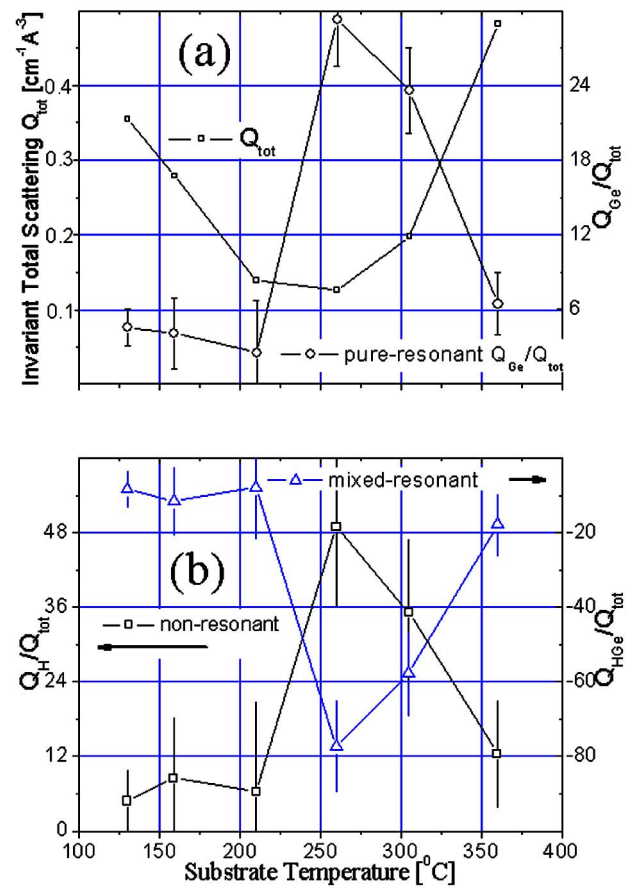 Invariant Total Scattering Q_tot [cm^-1 A^-3]
(a)
0.4
0.3
0.2
0.1
Q_tot
pure-resonant Q_Ge/Q_tot
24
18
12
6
Q_Ge/Q_tot
Q_H/Q_tot
48
36
24
12
0
mixed-resonant
(b)
non-resonant
-20
-40
-60
-80
Q_HGe/Q_tot
100 150 200 250 300 350 400
Substrate Temperature [^0C]